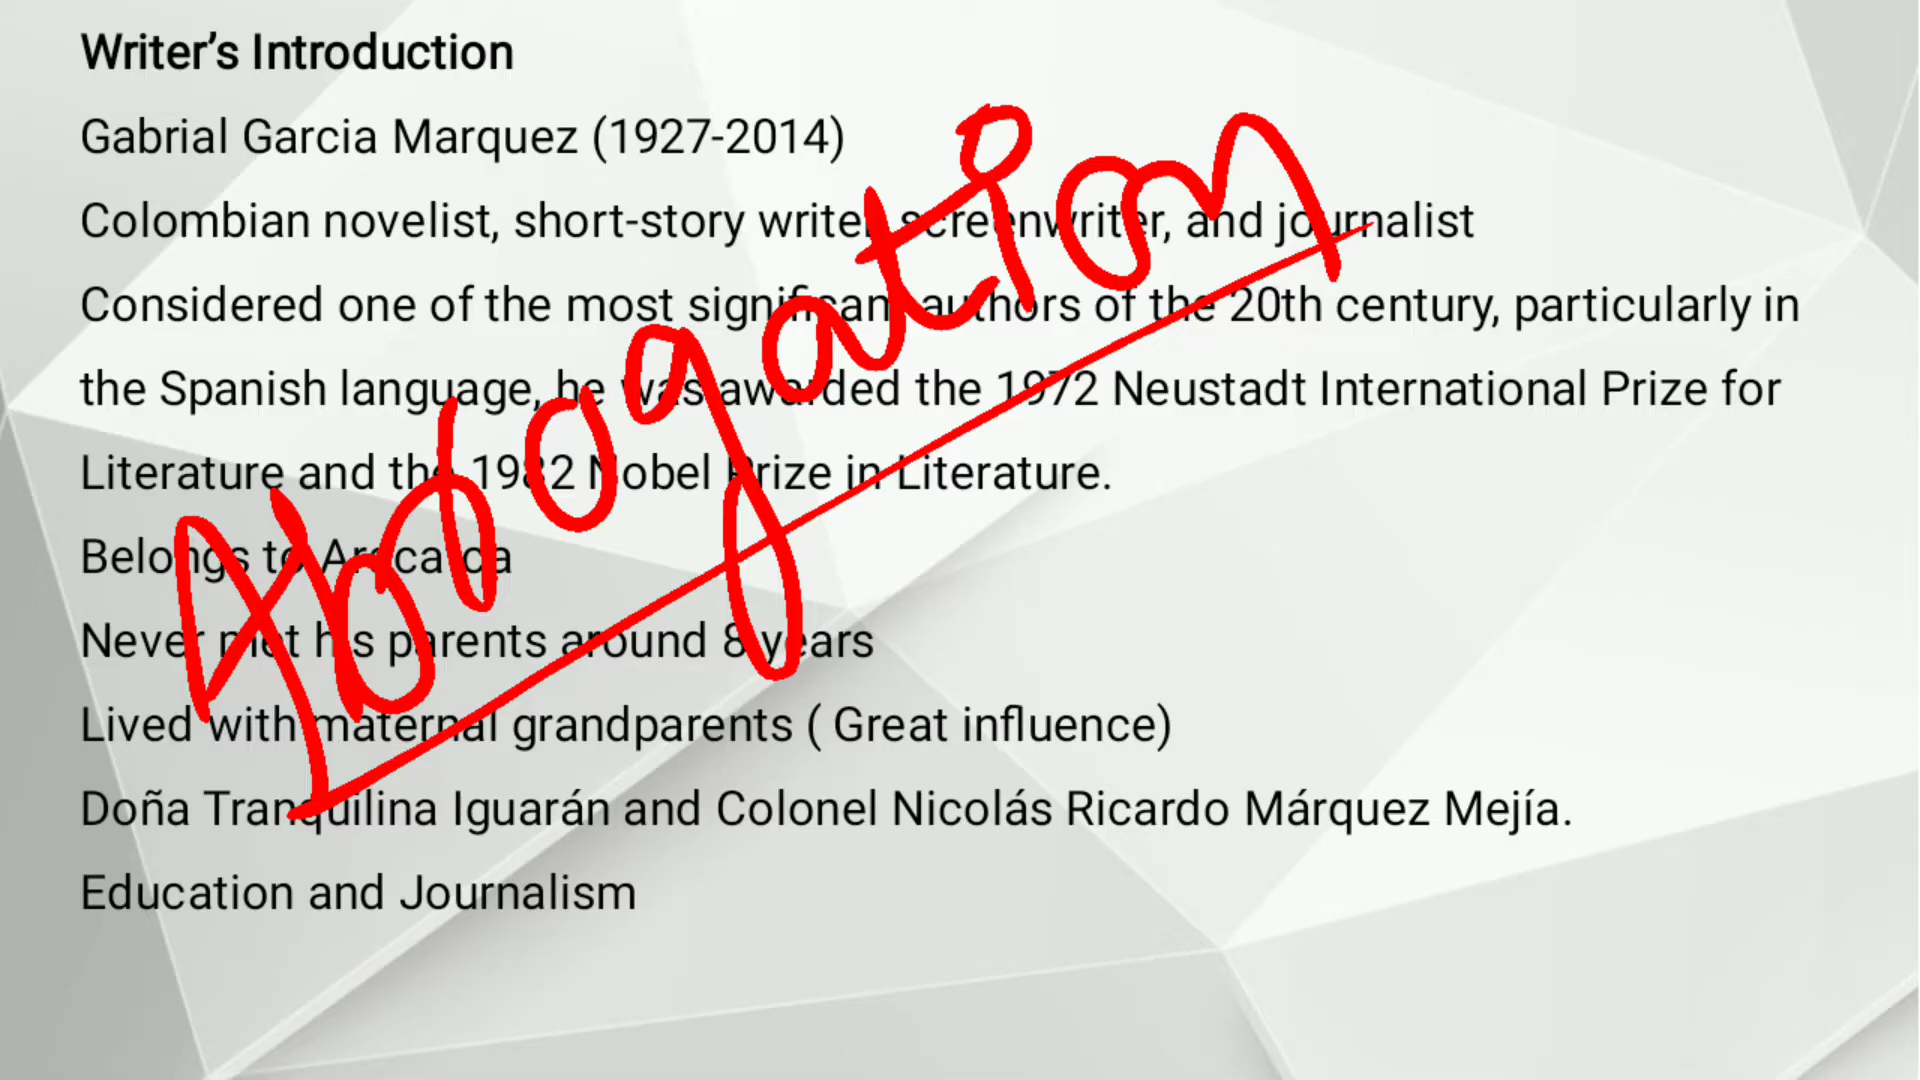 Writer’s Introduction
Gabrial Garcia Marquez (1927-2014)
Colombian novelist, short-story writer, screenwriter, and journalist
Considered one of the most significant authors of the 20th century, particularly in
the Spanish language, he was awarded the 1972 Neustadt International Prize for
Literature and the 1982 Nobel Prize in Literature.
Belongs to Aracataca
Never met his parents around 8 years
Lived with maternal grandparents ( Great influence)
Doña Tranquilina Iguarán and Colonel Nicolás Ricardo Márquez Mejía.
Education and Journalism
Abrogation